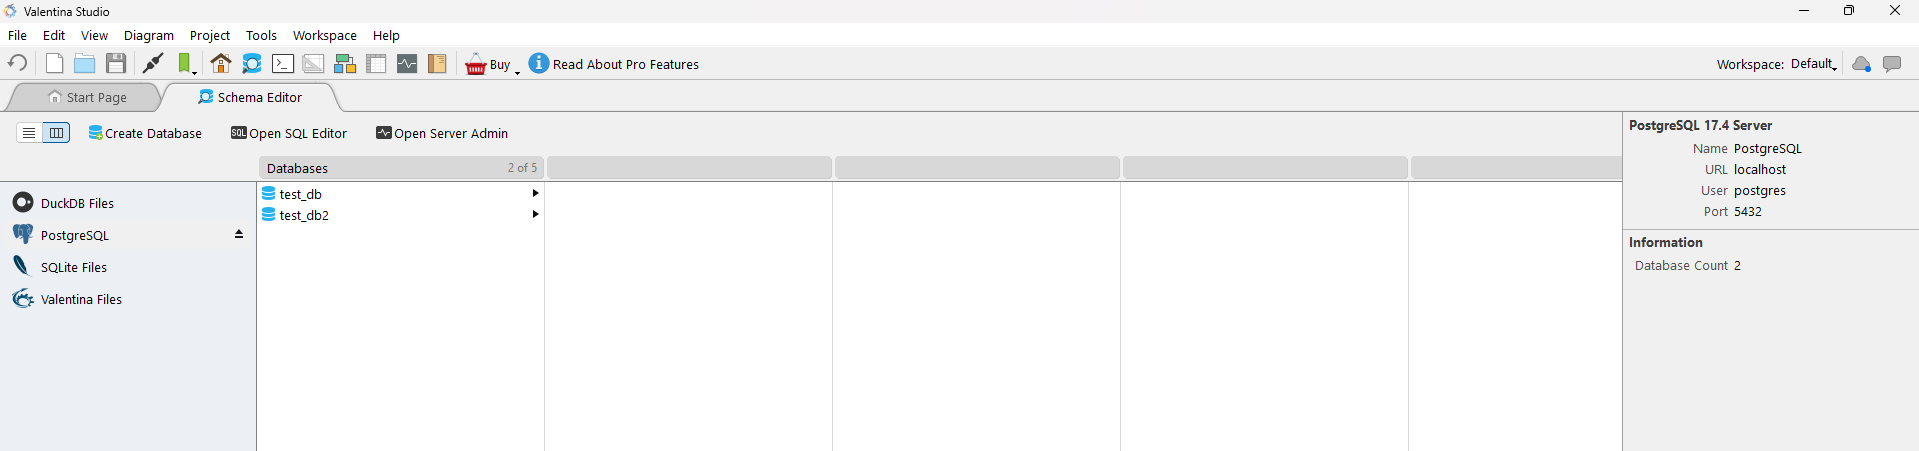 Valentina Studio
File Edit View Diagram Project Tools Workspace Help
Buy Read About Pro Features Workspace: Default
Start Page Schema Editor
Create Database SQL Open SQL Editor Open Server Admin
Databases 2 of 5
test_db
test_db2
DuckDB Files
PostgreSQL
SQLite Files
Valentina Files
PostgreSQL 17.4 Server
Name PostgreSQL
URL localhost
User postgres
Port 5432
Information
Database Count 2